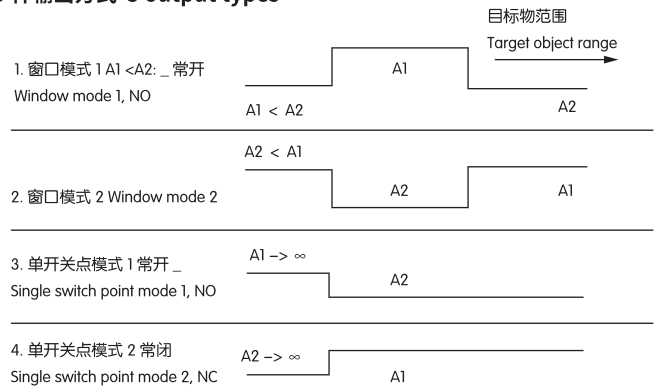 output types
目标物范围
Target object range
1. 窗口模式 1 A1 <A2: _ 常开
Window mode 1, NO
A1
A1 < A2
A2
A2 < A1
2. 窗口模式 2 Window mode 2
A2
A1
A1 -> ∞
3. 单开关点模式 1 常开 _
Single switch point mode 1, NO
A2
4. 单开关点模式 2 常闭
A2 -> ∞
Single switch point mode 2, NC
A1